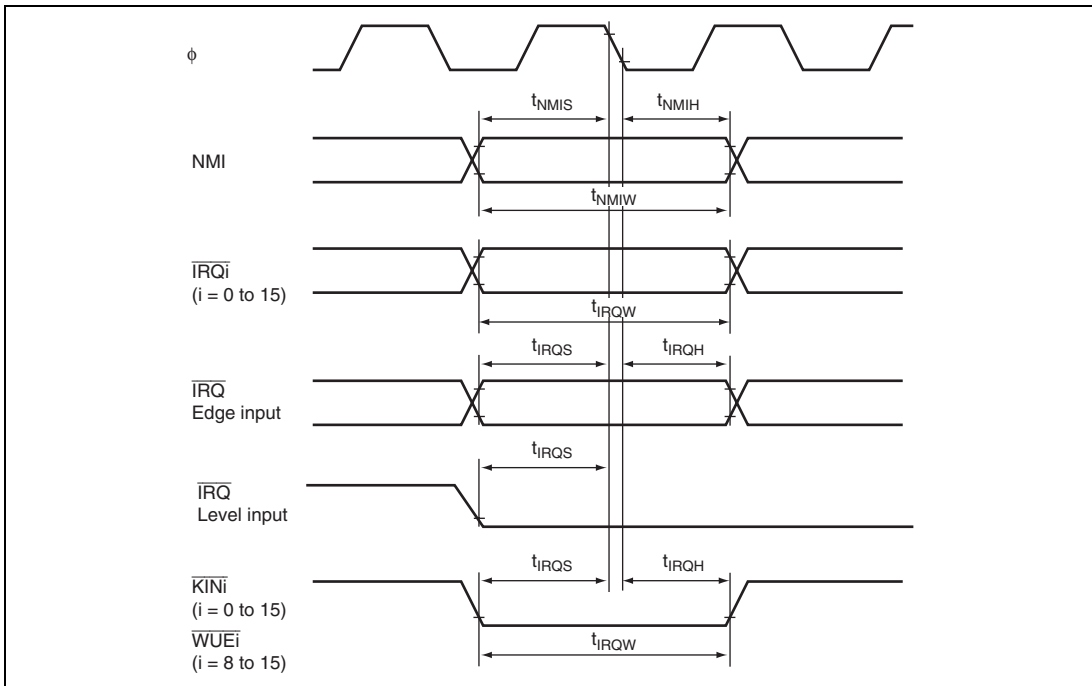 ϕ
tNMIS tNMIH
NMI
tNMIW
IRQi
(i = 0 to 15)
tIRQW
tIRQS tIRQH
IRQ
Edge input
tIRQS
IRQ
Level input
tIRQS tIRQH
KINi
(i = 0 to 15)
WUEi
tIRQW
(i = 8 to 15)